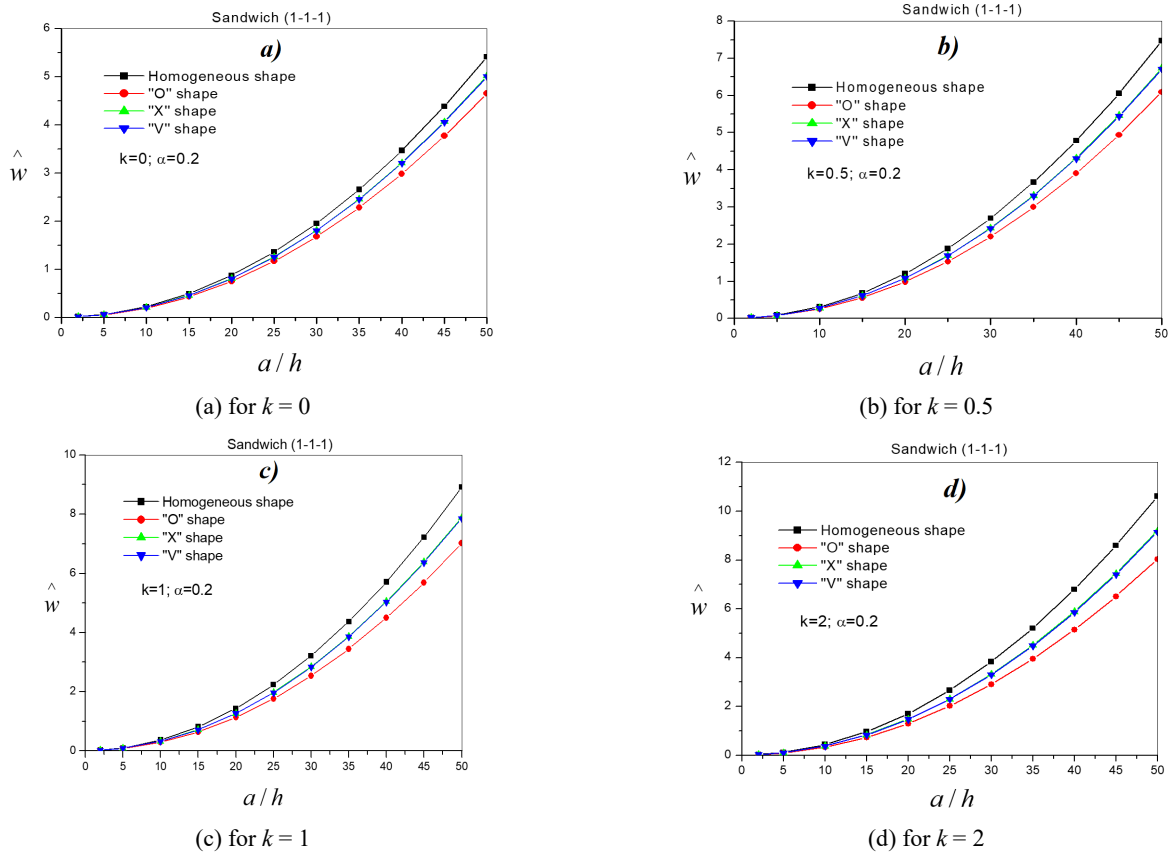 Sandwich (1-1-1)
a)
Homogeneous shape
"O" shape
"X" shape
"V" shape
k=0; α=0.2
6
5
4
3
2
1
0
ŵ
0 5 10 15 20 25 30 35 40 45 50
a / h
(a) for k = 0
Sandwich (1-1-1)
b)
Homogeneous shape
"O" shape
"X" shape
"V" shape
k=0.5; α=0.2
8
7
6
5
4
3
2
1
0
ŵ
0 5 10 15 20 25 30 35 40 45 50
a / h
(b) for k = 0.5
Sandwich (1-1-1)
c)
Homogeneous shape
"O" shape
"X" shape
"V" shape
k=1; α=0.2
10
8
6
4
2
0
ŵ
0 5 10 15 20 25 30 35 40 45 50
a / h
(c) for k = 1
Sandwich (1-1-1)
d)
Homogeneous shape
"O" shape
"X" shape
"V" shape
k=2; α=0.2
12
10
8
6
4
2
0
ŵ
0 5 10 15 20 25 30 35 40 45 50
a / h
(d) for k = 2